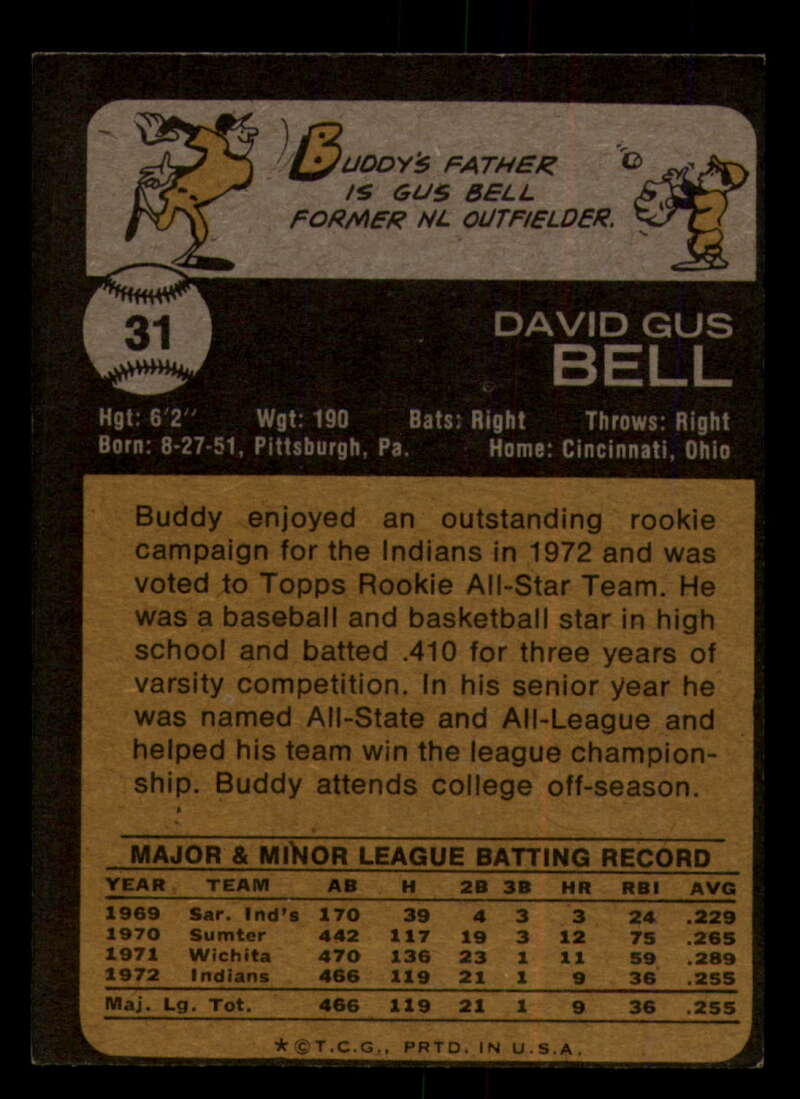 BUDDY'S FATHER
IS GUS BELL
FORMER NL OUTFIELDER.
31
DAVID GUS
BELL
Hgt: 6'2" Wgt: 190 Bats: Right Throws: Right
Born: 8-27-51, Pittsburgh, Pa. Home: Cincinnati, Ohio
Buddy enjoyed an outstanding rookie
campaign for the Indians in 1972 and was
voted to Topps Rookie All-Star Team. He
was a baseball and basketball star in high
school and batted .410 for three years of
varsity competition. In his senior year he
was named All-State and All-League and
helped his team win the league champion-
ship. Buddy attends college off-season.
MAJOR & MINOR LEAGUE BATTING RECORD
YEAR TEAM AB H 2B 3B HR RBI AVG
1969 Sar. Ind's 170 39 4 3 3 24 .229
1970 Sumter 442 117 19 3 12 75 .265
1971 Wichita 470 136 23 1 11 59 .289
1972 Indians 466 119 21 1 9 36 .255
Maj. Lg. Tot. 466 119 21 1 9 36 .255
*©T.C.G., PRTD. IN U.S.A.